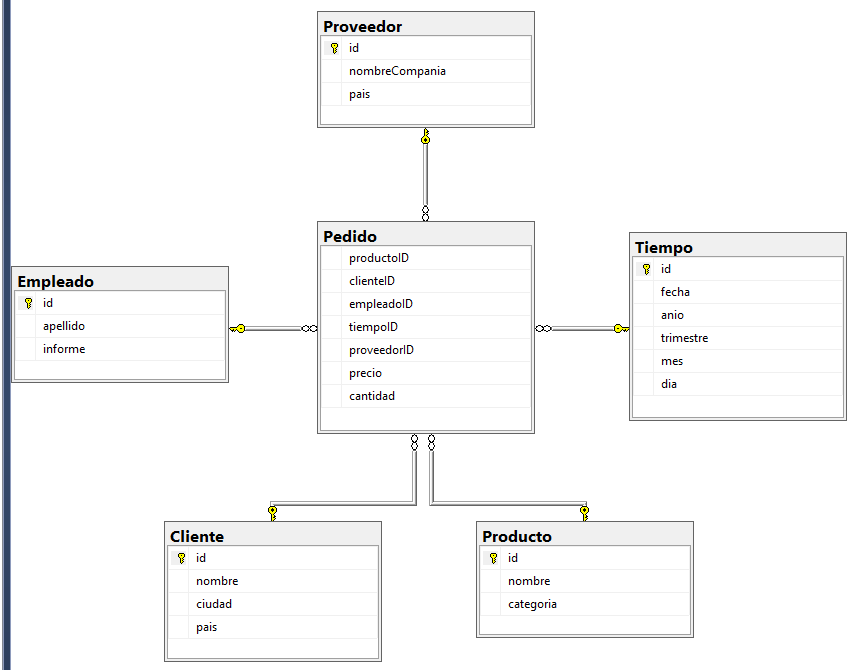 Proveedor
id
nombreCompania
pais
Pedido
productoID
clienteID
empleadoID
tiempoID
proveedorID
precio
cantidad
Tiempo
id
fecha
anio
trimestre
mes
dia
Empleado
id
apellido
informe
Cliente
id
nombre
ciudad
pais
Producto
id
nombre
categoria